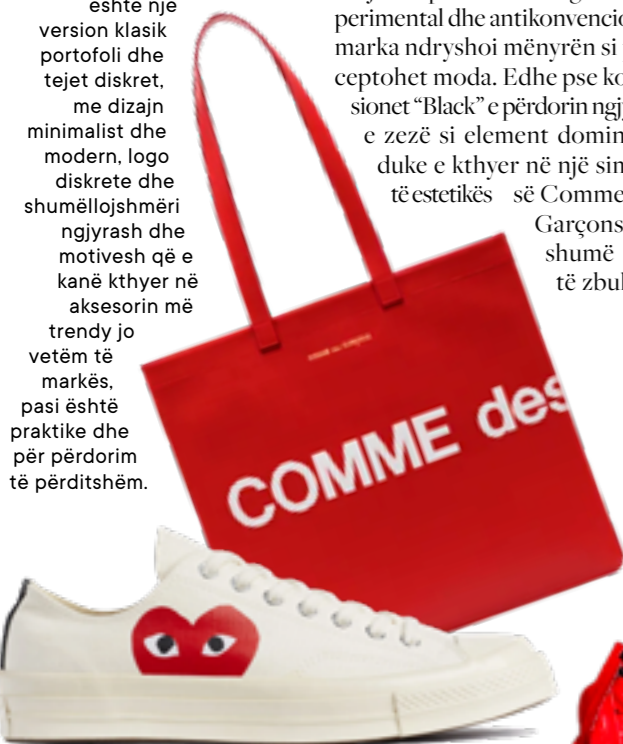 është një
version klasik
portofoli dhe
tejet diskret,
me dizajn
minimalist dhe
modern, logo
diskrete dhe
shumëllojshmëri
ngjyrash dhe
motivesh që e
kanë kthyer në
aksesorin më
trendy jo
vetëm të
markës,
pasi është
praktike dhe
për përdorim
të përditshëm.
perimental dhe antikonvencio
marka ndryshoi mënyrën si
ceptohet moda. Edhe pse ko
sionet “Black” e përdorin ngj
e zezë si element domin
duke e kthyer në një sim
të estetikës së Comme
Garçons
shumë
të zbul
COMME des